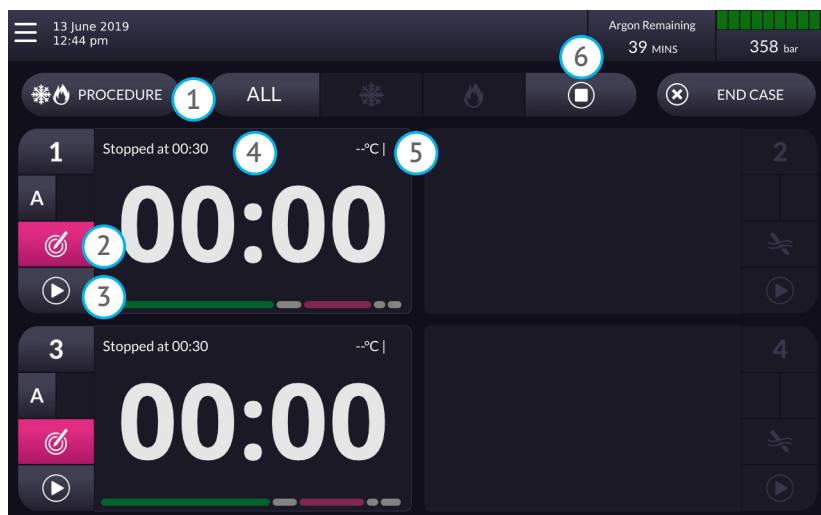 13 June 2019
12:44 pm
Argon Remaining
39 MINS
358 bar
6
PROCEDURE
1
ALL
END CASE
1
Stopped at 00:30
4
--°C |
5
2
A
00:00
2
3
3
Stopped at 00:30
--°C |
4
A
00:00